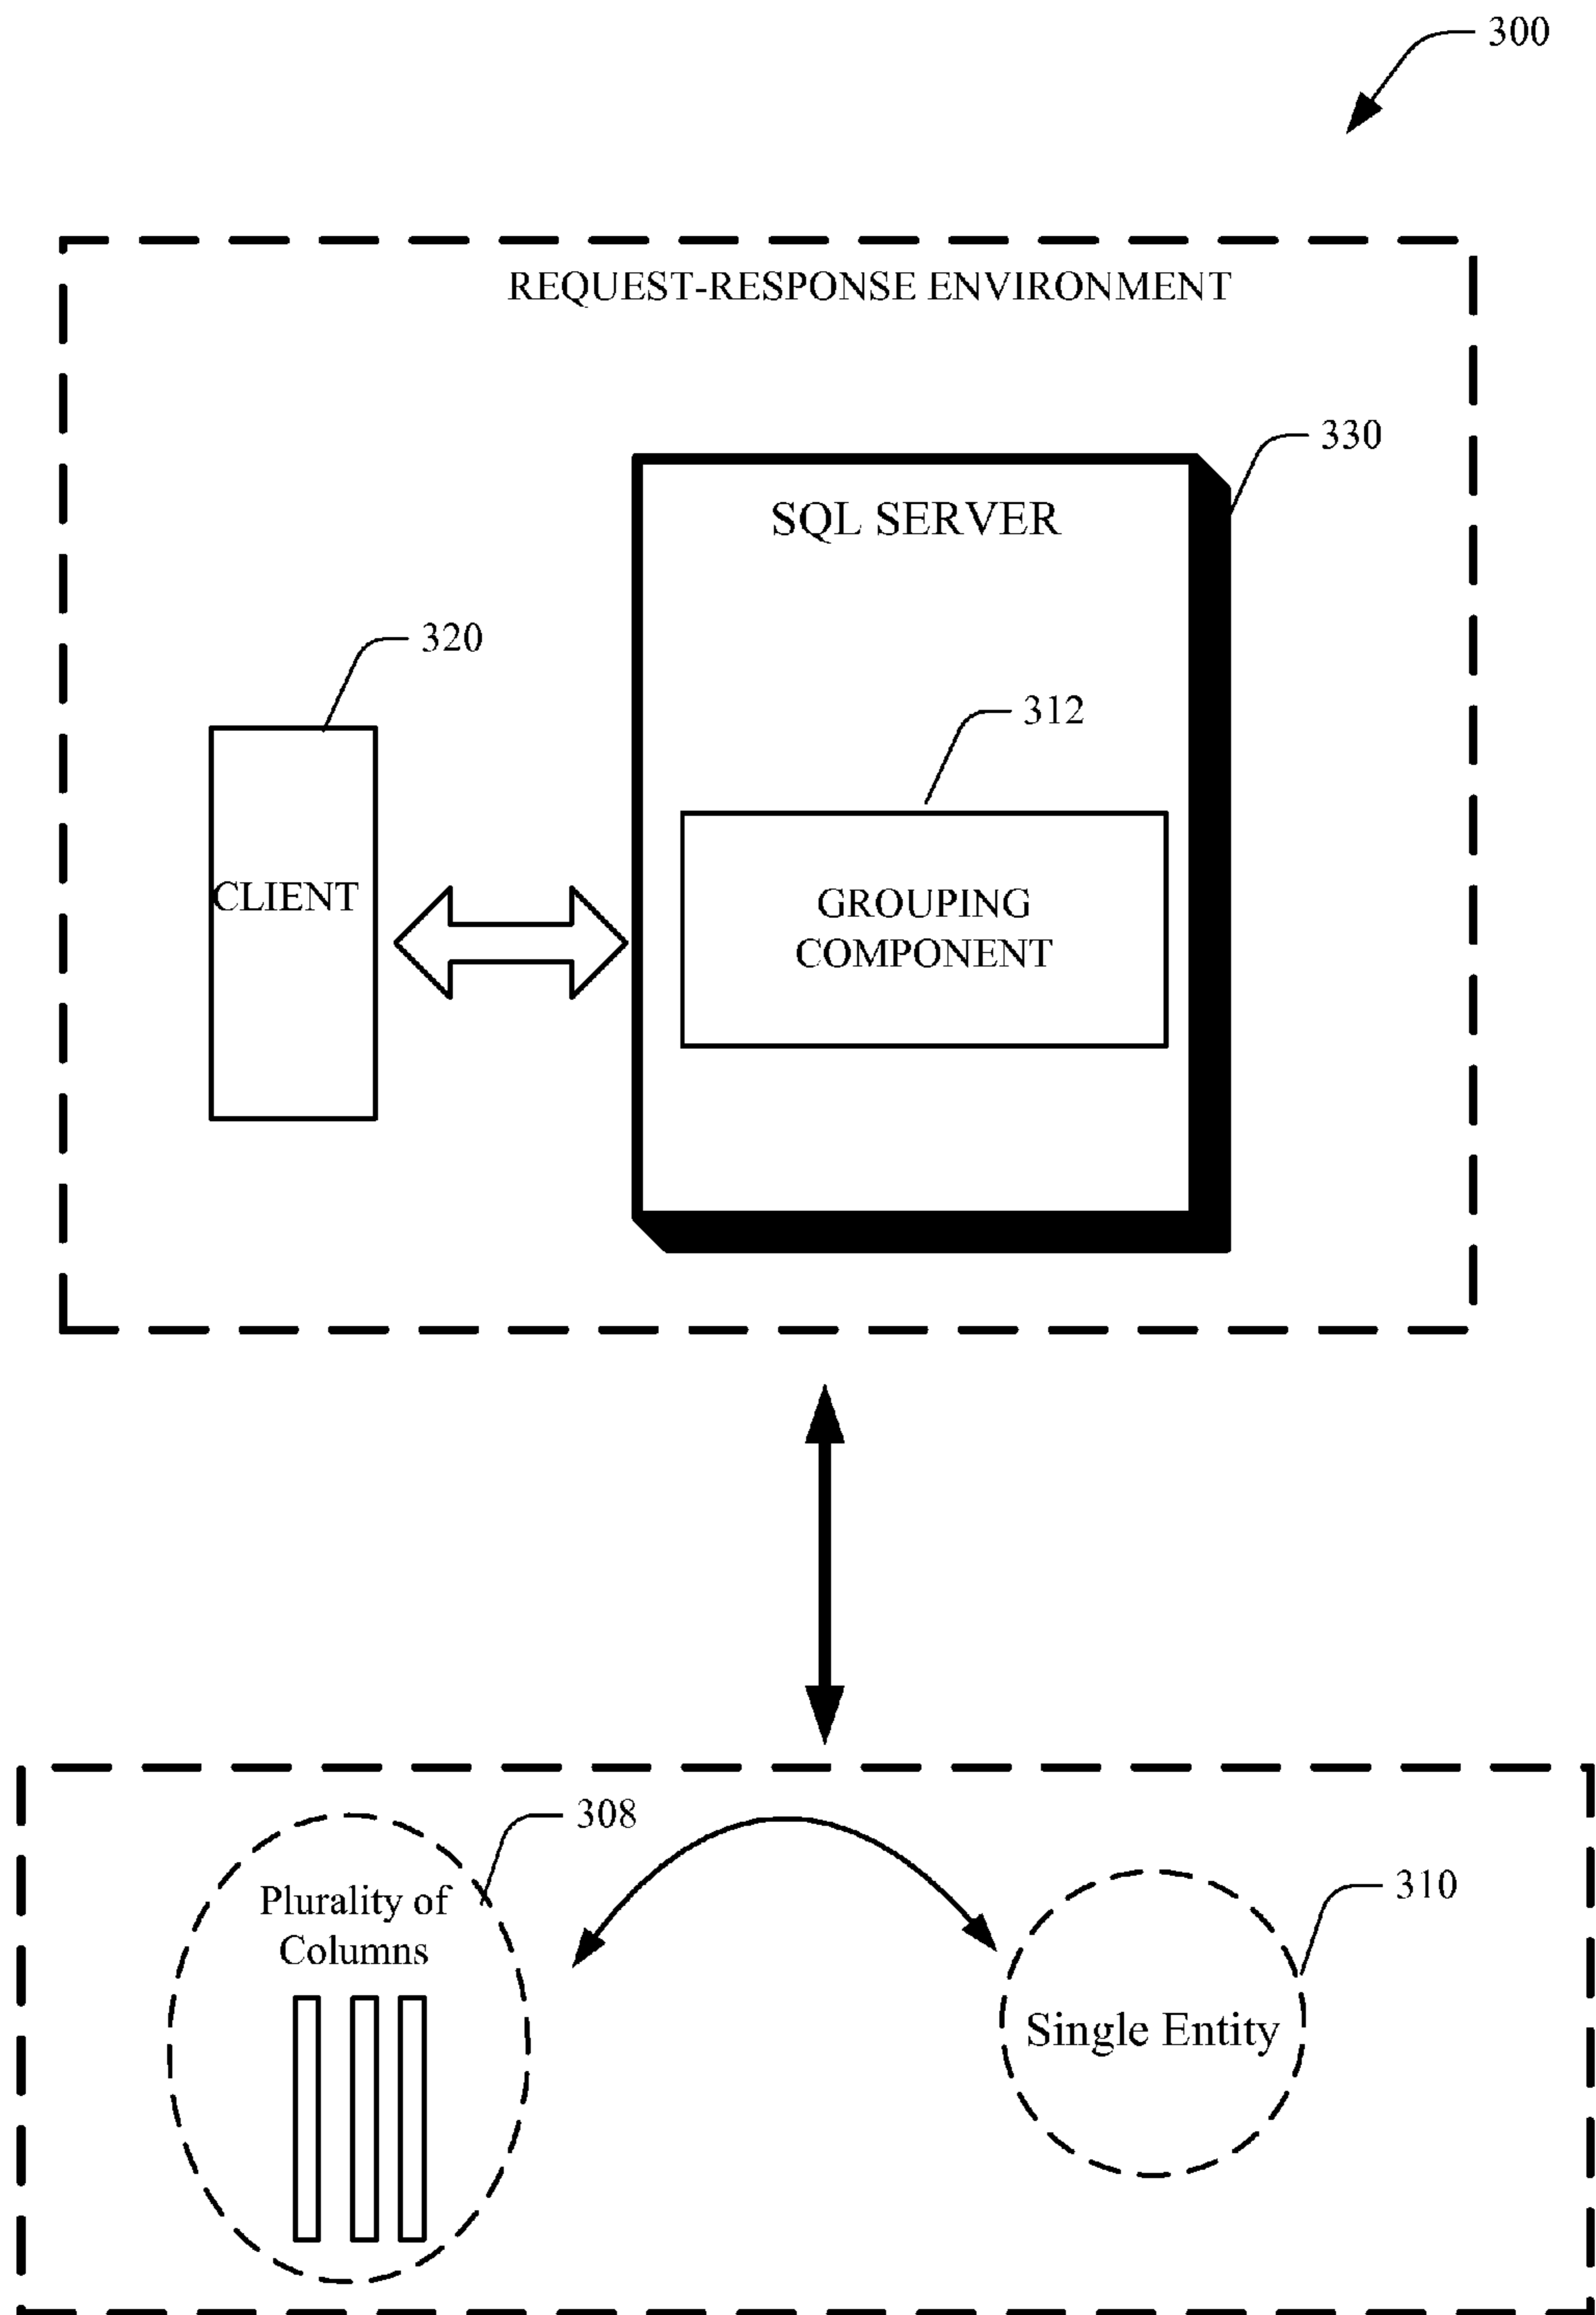 300
REQUEST-RESPONSE ENVIRONMENT
330
SQL SERVER
320
312
CLIENT
GROUPING
COMPONENT
308
Plurality of
Columns
310
Single Entity